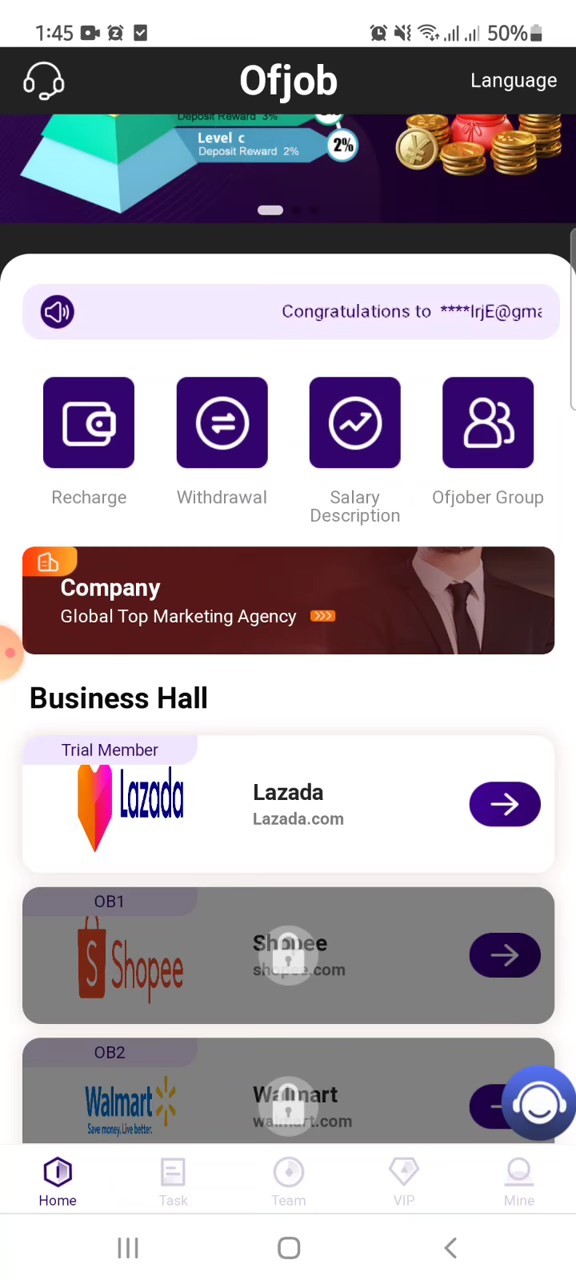 1:45
50%
Ofjob
Language
Deposit Reward 3%
Level c
Deposit Reward 2%
2%
Congratulations to ****IrjE@gma
Recharge
Withdrawal
Salary
Description
Ofjober Group
Company
Global Top Marketing Agency
Business Hall
Trial Member
Lazada
Lazada
Lazada.com
OB1
Shopee
Shopee
shopee.com
OB2
Walmart
Save money. Live better.
Walmart
walmart.com
Home
Task
Team
VIP
Mine